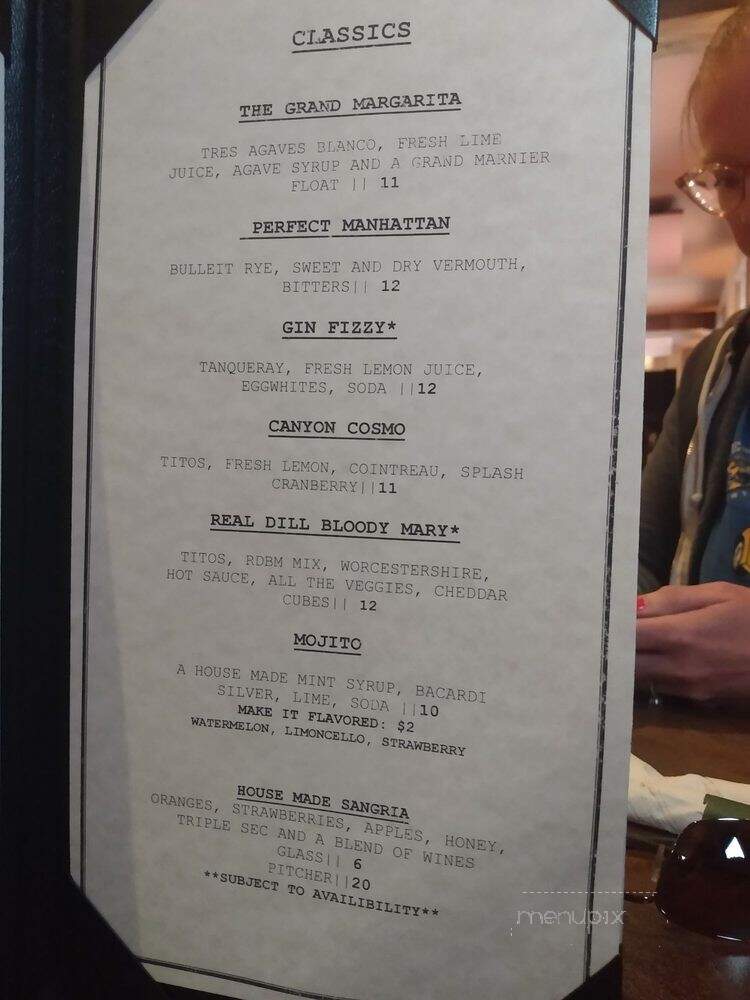 CLASSICS
THE GRAND MARGARITA
TRES AGAVES BLANCO, FRESH LIME
JUICE, AGAVE SYRUP AND A GRAND MARNIER
FLOAT || 11
PERFECT MANHATTAN
BULLEIT RYE, SWEET AND DRY VERMOUTH,
BITTERS|| 12
GIN FIZZY*
TANQUERAY, FRESH LEMON JUICE,
EGGWHITES, SODA ||12
CANYON COSMO
TITOS, FRESH LEMON, COINTREAU, SPLASH
CRANBERRY||11
REAL DILL BLOODY MARY*
TITOS, RDBM MIX, WORCESTERSHIRE,
HOT SAUCE, ALL THE VEGGIES, CHEDDAR
CUBES|| 12
MOJITO
A HOUSE MADE MINT SYRUP, BACARDI
SILVER, LIME, SODA ||10
MAKE IT FLAVORED: $2
WATERMELON, LIMONCELLO, STRAWBERRY
HOUSE MADE SANGRIA
ORANGES, STRAWBERRIES, APPLES, HONEY,
TRIPLE SEC AND A BLEND OF WINES
GLASS|| 6
PITCHER||20
**SUBJECT TO AVAILIBILITY**
menupix